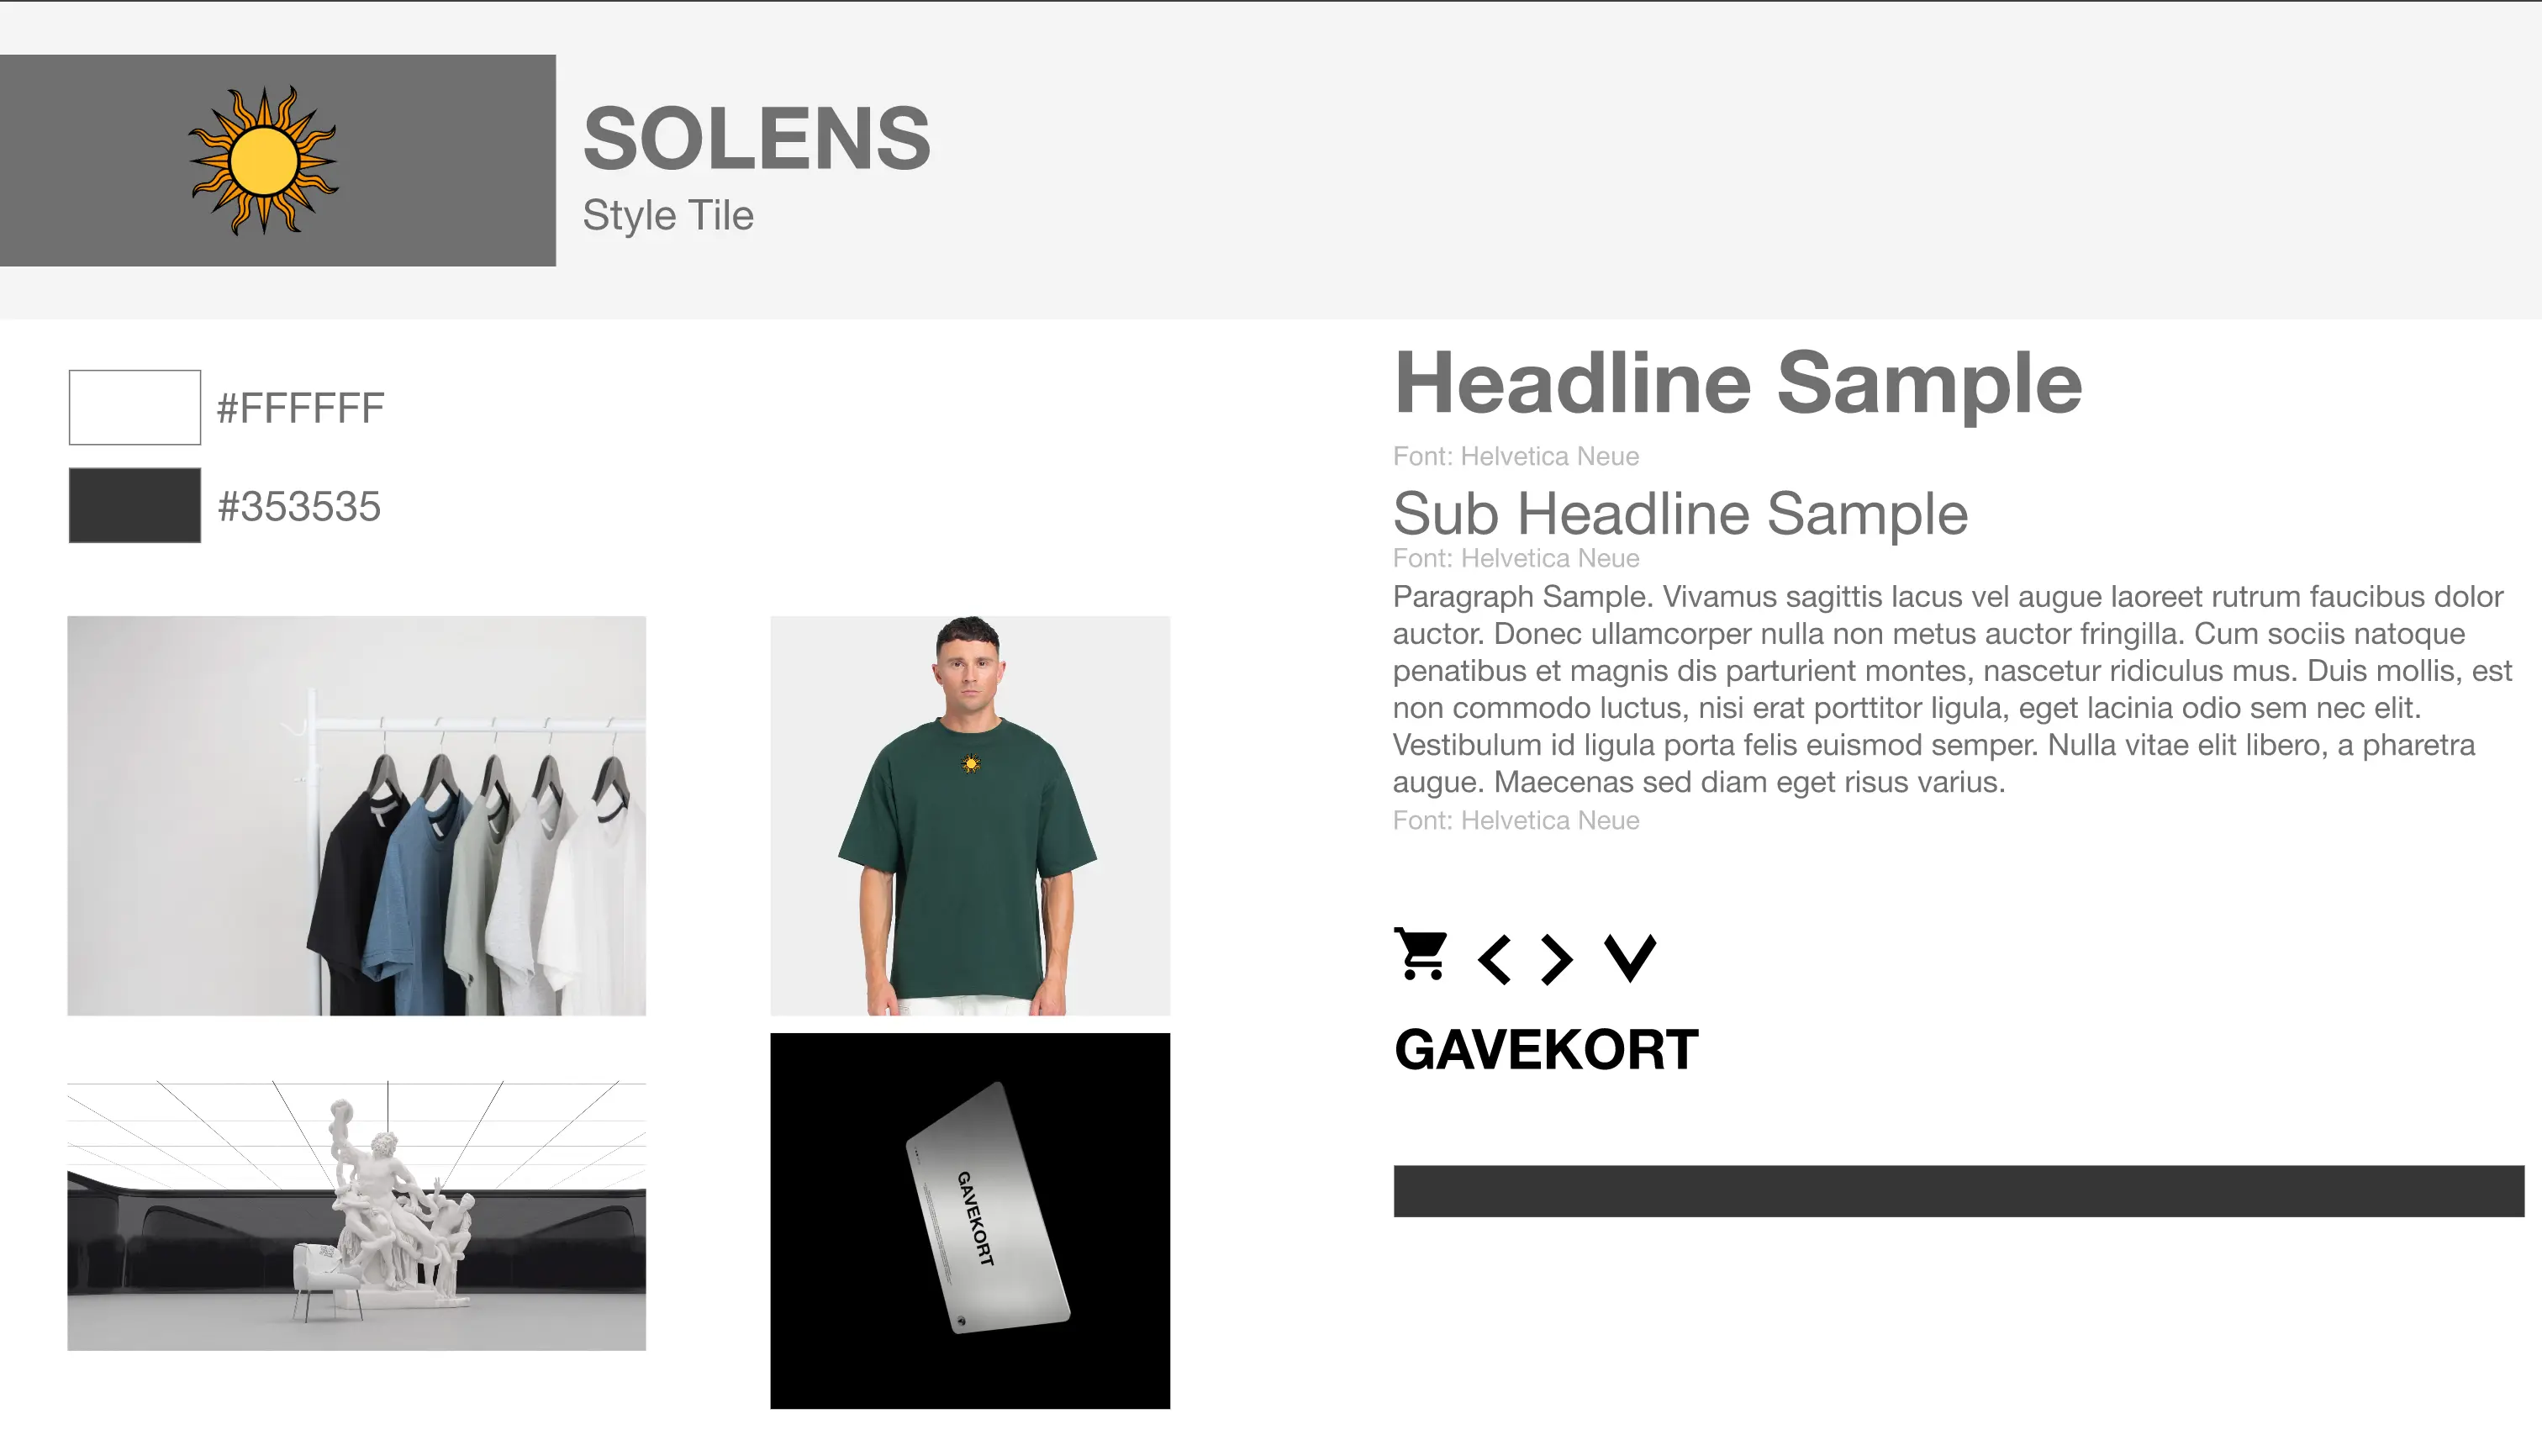 SOLENS
Style Tile
#FFFFFF
#353535
Headline Sample
Font: Helvetica Neue
Sub Headline Sample
Font: Helvetica Neue
Paragraph Sample. Vivamus sagittis lacus vel augue laoreet rutrum faucibus dolor
auctor. Donec ullamcorper nulla non metus auctor fringilla. Cum sociis natoque
penatibus et magnis dis parturient montes, nascetur ridiculus mus. Duis mollis, est
non commodo luctus, nisi erat porttitor ligula, eget lacinia odio sem nec elit.
Vestibulum id ligula porta felis euismod semper. Nulla vitae elit libero, a pharetra
augue. Maecenas sed diam eget risus varius.
Font: Helvetica Neue
GAVEKORT
GAVEKORT